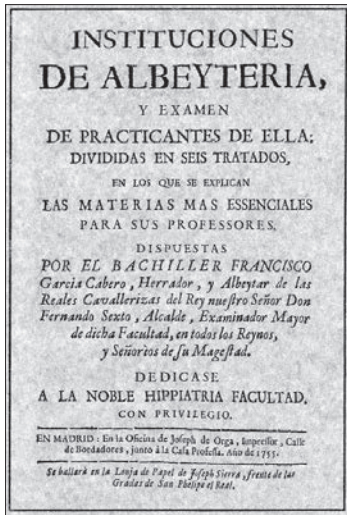 INSTITUCIONES
DE ALBEYTERIA,
Y EXAMEN
DE PRACTICANTES DE ELLA;
DIVIDIDAS EN SEIS TRATADOS,
EN LOS QUE SE EXPLICAN
LAS MATERIAS MAS ESSENCIALES
PARA SUS PROFESSORES,
DISPUESTAS
POR EL BACHILLER FRANCISCO
Garcia Cabero, Herrador, y Albeytar de las
Reales Cavallerizas del Rey nueſtro Señor Don
Fernando Sexto, Alcalde, Examinador Mayor
de dicha Facultad, en todos los Reynos,
y Señorìos de ſu Mageſtad.
DEDICASE
A LA NOBLE HIPPIATRIA FACULTAD.
CON PRIVILEGIO.
EN MADRID: En la Oficina de Joſeph de Orga, Impreſſor, Calle
de Bordadores, junto à la Caſa Profeſſa. Año de 1755.
Se hallarà en la Lonja de Papel de Joſeph Sierra, frente de las
Gradas de San Phelipe el Real.